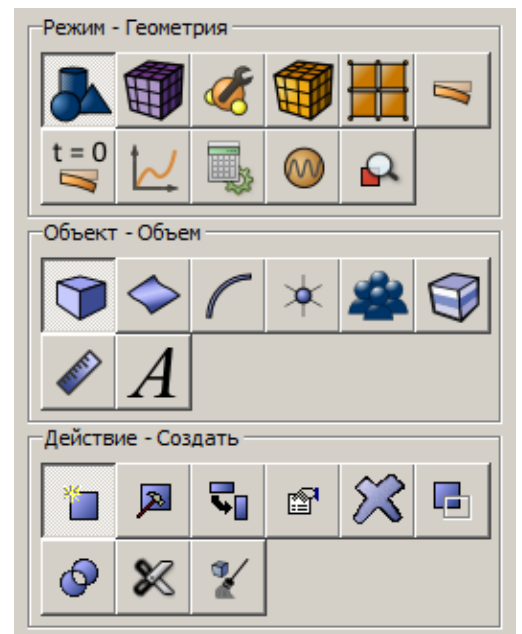 Режим - Геометрия
t = 0
Объект - Объем
A
Действие - Создать